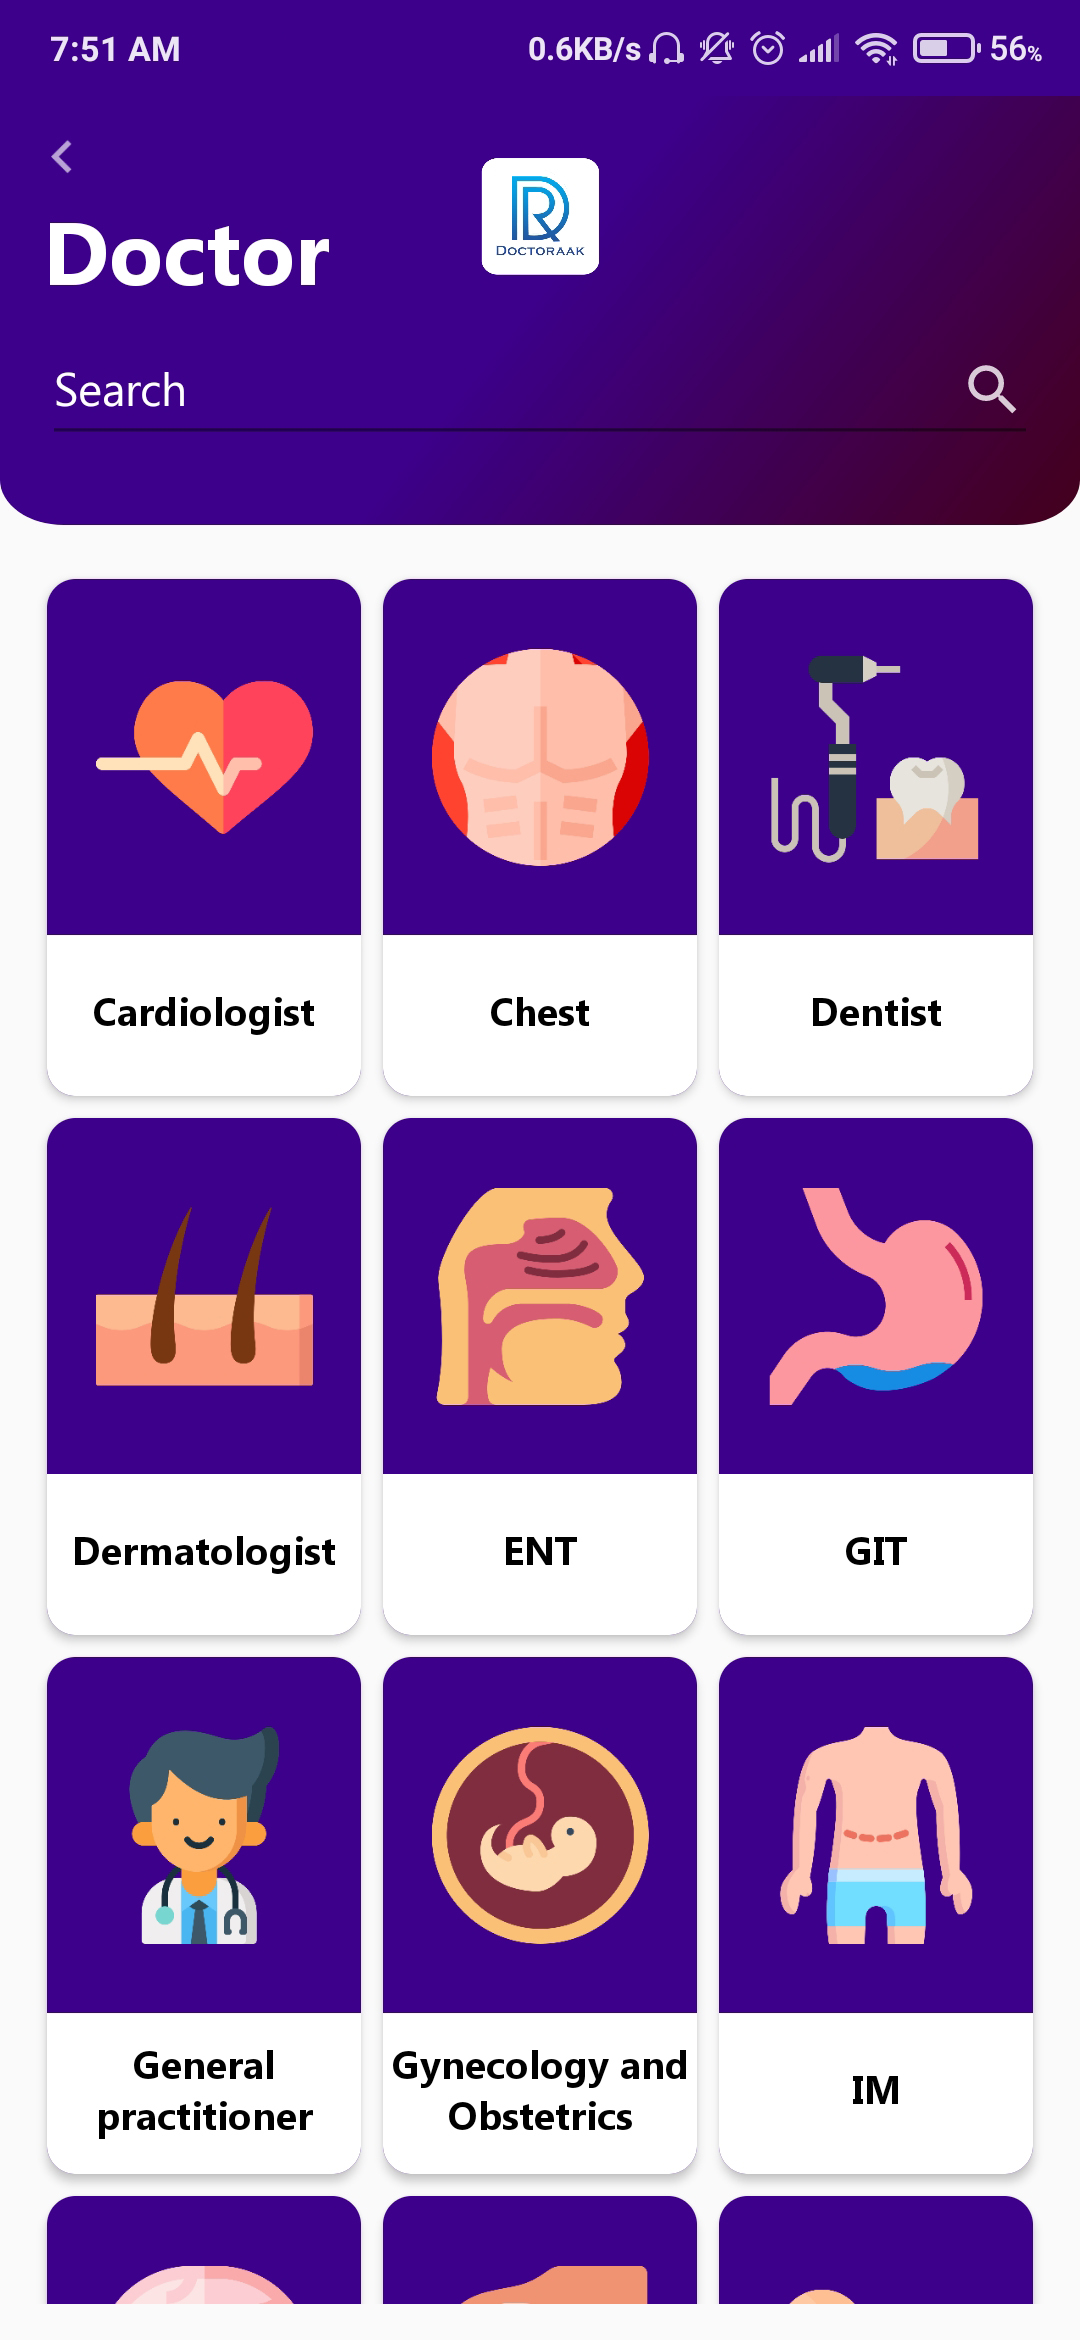 7:51 AM 0.6KB/s 56%
Doctor
DOCTORAAK
Search
Cardiologist Chest Dentist
Dermatologist ENT GIT
General
practitioner
Gynecology and
Obstetrics
IM